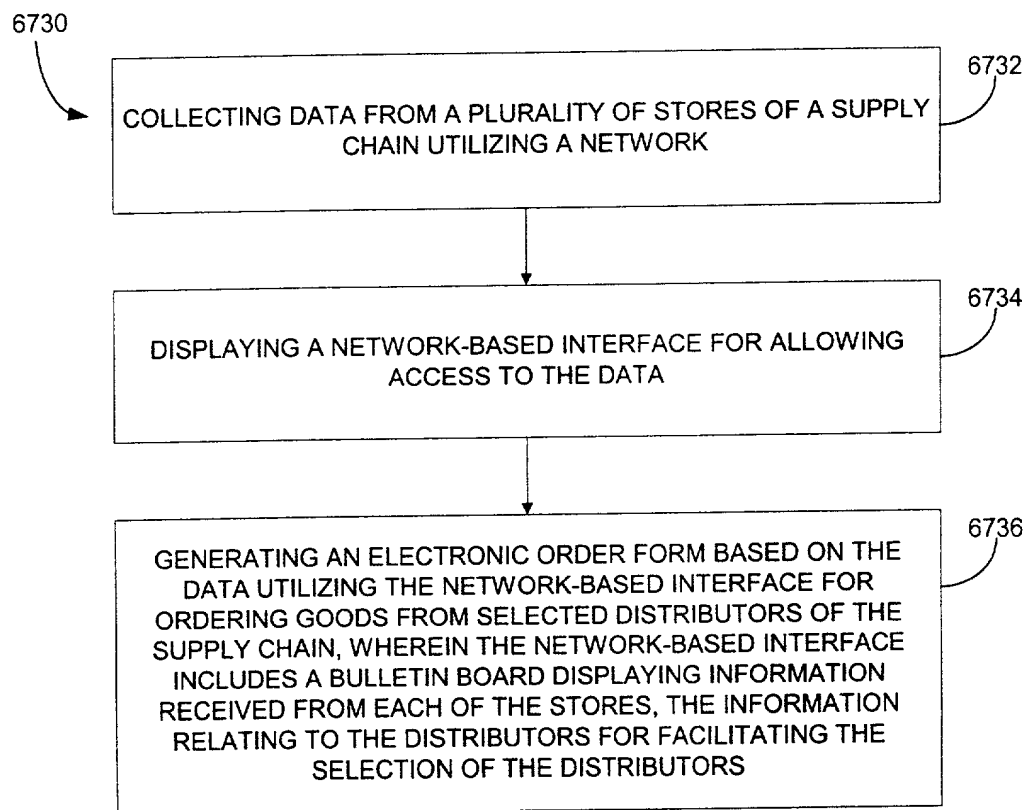 6730
6732
COLLECTING DATA FROM A PLURALITY OF STORES OF A SUPPLY
CHAIN UTILIZING A NETWORK
6734
DISPLAYING A NETWORK-BASED INTERFACE FOR ALLOWING
ACCESS TO THE DATA
6736
GENERATING AN ELECTRONIC ORDER FORM BASED ON THE
DATA UTILIZING THE NETWORK-BASED INTERFACE FOR
ORDERING GOODS FROM SELECTED DISTRIBUTORS OF THE
SUPPLY CHAIN, WHEREIN THE NETWORK-BASED INTERFACE
INCLUDES A BULLETIN BOARD DISPLAYING INFORMATION
RECEIVED FROM EACH OF THE STORES, THE INFORMATION
RELATING TO THE DISTRIBUTORS FOR FACILITATING THE
SELECTION OF THE DISTRIBUTORS